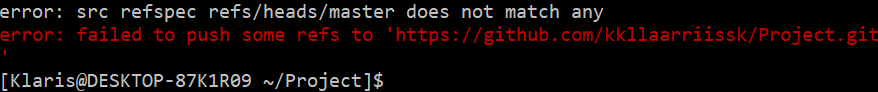 error: src refspec refs/heads/master does not match any
error: failed to push some refs to 'https://github.com/kkllaarriissk/Project.git
'
[Klaris@DESKTOP-87K1R09 ~/Project]$